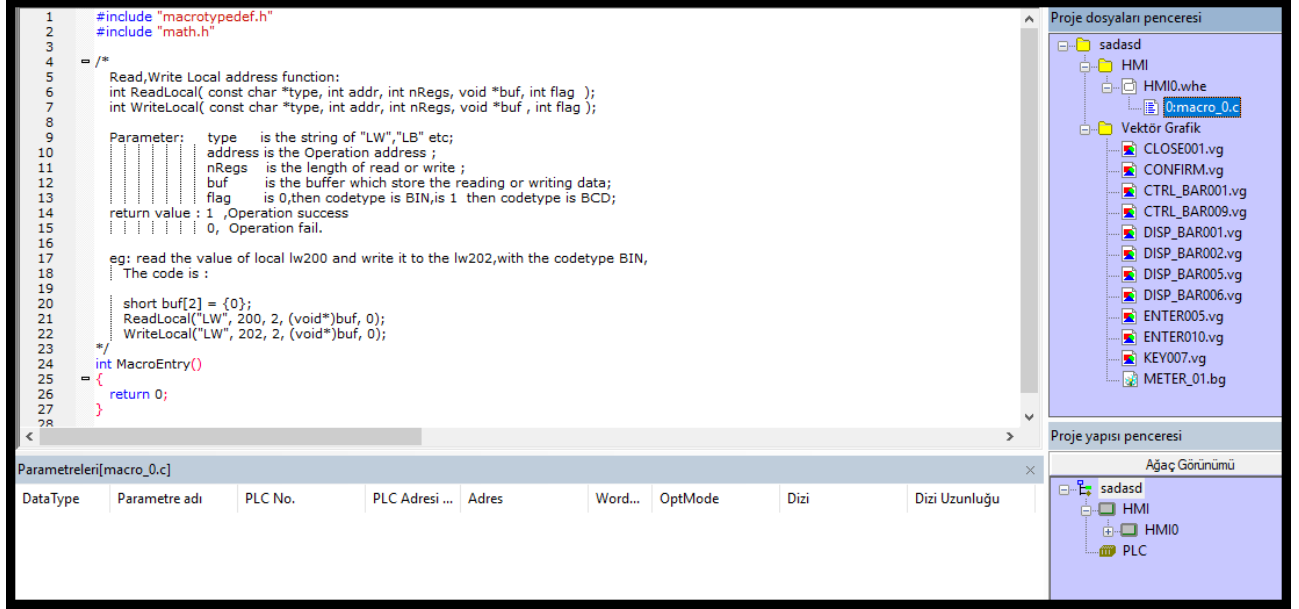 1 #include "macrotypedef.h"
2 #include "math.h"
3
4 /*
5 Read,Write Local address function:
6 int ReadLocal( const char *type, int addr, int nRegs, void *buf, int flag );
7 int WriteLocal( const char *type, int addr, int nRegs, void *buf , int flag );
8
9 Parameter: type is the string of "LW","LB" etc;
10 address is the Operation address ;
11 nRegs is the length of read or write ;
12 buf is the buffer which store the reading or writing data;
13 flag is 0,then codetype is BIN,is 1 then codetype is BCD;
14 return value : 1 ,Operation success
15 0, Operation fail.
16
17 eg: read the value of local lw200 and write it to the lw202,with the codetype BIN,
18 The code is :
19
20 short buf[2] = {0};
21 ReadLocal("LW", 200, 2, (void*)buf, 0);
22 WriteLocal("LW", 202, 2, (void*)buf, 0);
23 */
24 int MacroEntry()
25 {
26 return 0;
27 }
28
Parametreleri[macro_0.c]
DataType Parametre adı PLC No. PLC Adresi ... Adres Word... OptMode Dizi Dizi Uzunluğu
Proje dosyaları penceresi
sadasd
HMI
HMI0.whe
0:macro_0.c
Vektör Grafik
CLOSE001.vg
CONFIRM.vg
CTRL_BAR001.vg
CTRL_BAR009.vg
DISP_BAR001.vg
DISP_BAR002.vg
DISP_BAR005.vg
DISP_BAR006.vg
ENTER005.vg
ENTER010.vg
KEY007.vg
METER_01.bg
Proje yapısı penceresi
Ağaç Görünümü
sadasd
HMI
HMI0
PLC